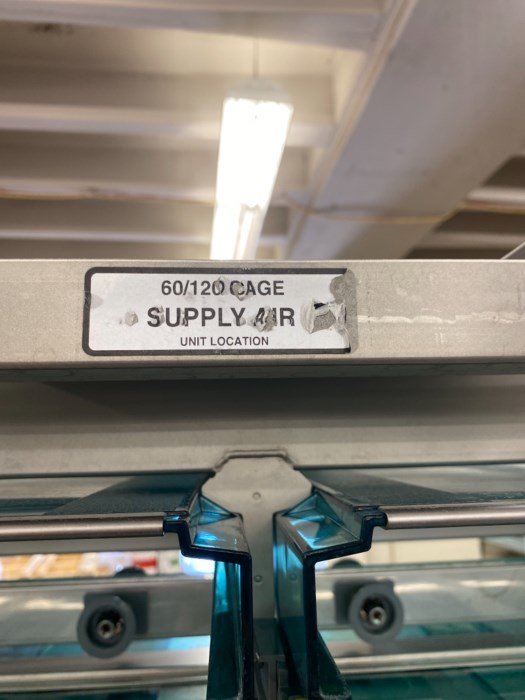 60/120 CAGE
SUPPLY AIR
UNIT LOCATION